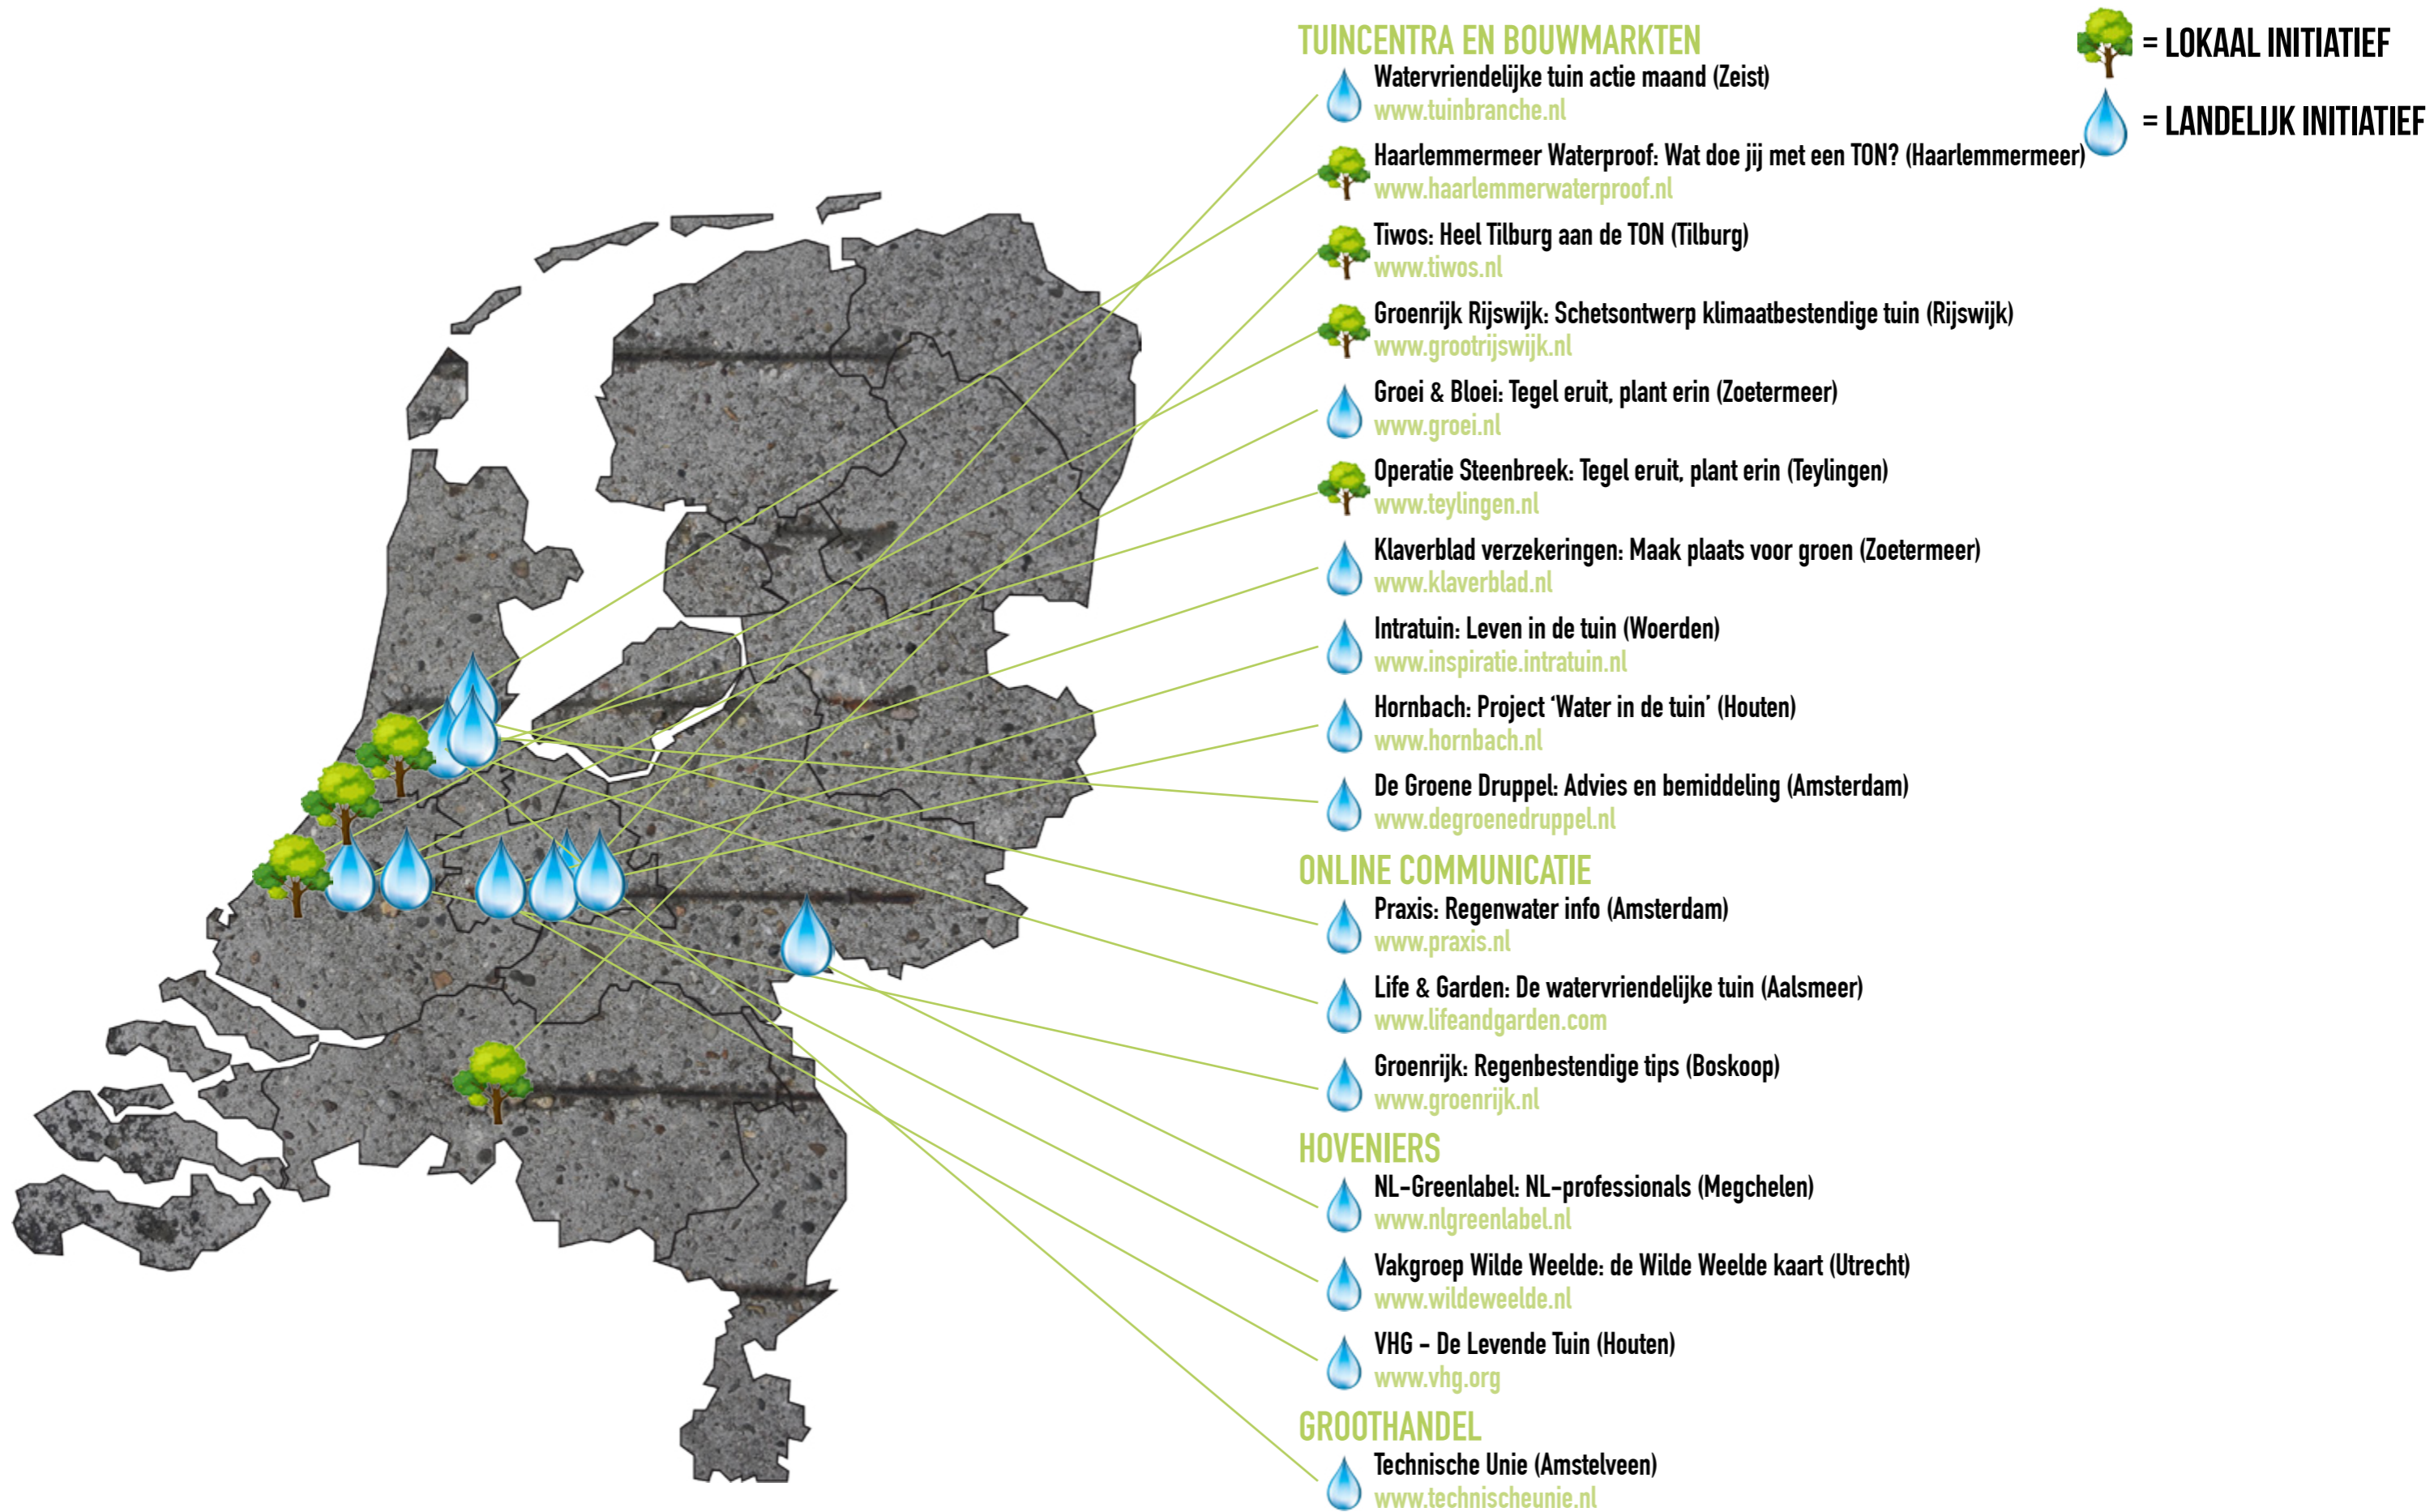 TUINCENTRA EN BOUWMARKTEN
Watervriendelijke tuin actie maand (Zeist)
www.tuinbranche.nl
Haarlemmermeer Waterproof: Wat doe jij met een TON? (Haarlemmermeer)
www.haarlemmerwaterproof.nl
Tiwos: Heel Tilburg aan de TON (Tilburg)
www.tiwos.nl
Groenrijk Rijswijk: Schetsontwerp klimaatbestendige tuin (Rijswijk)
www.grootrijswijk.nl
Groei & Bloei: Tegel eruit, plant erin (Zoetermeer)
www.groei.nl
Operatie Steenbreek: Tegel eruit, plant erin (Teylingen)
www.teylingen.nl
Klaverblad verzekeringen: Maak plaats voor groen (Zoetermeer)
www.klaverblad.nl
Intratuin: Leven in de tuin (Woerden)
www.inspiratie.intratuin.nl
Hornbach: Project ‘Water in de tuin’ (Houten)
www.hornbach.nl
De Groene Druppel: Advies en bemiddeling (Amsterdam)
www.degroenedruppel.nl
ONLINE COMMUNICATIE
Praxis: Regenwater info (Amsterdam)
www.praxis.nl
Life & Garden: De watervriendelijke tuin (Aalsmeer)
www.lifeandgarden.com
Groenrijk: Regenbestendige tips (Boskoop)
www.groenrijk.nl
HOVENIERS
NL-Greenlabel: NL-professionals (Megchelen)
www.nlgreenlabel.nl
Vakgroep Wilde Weelde: de Wilde Weelde kaart (Utrecht)
www.wildeweelde.nl
VHG - De Levende Tuin (Houten)
www.vhg.org
GROOTHANDEL
Technische Unie (Amstelveen)
www.technischeunie.nl
= LOKAAL INITIATIEF
= LANDELIJK INITIATIEF